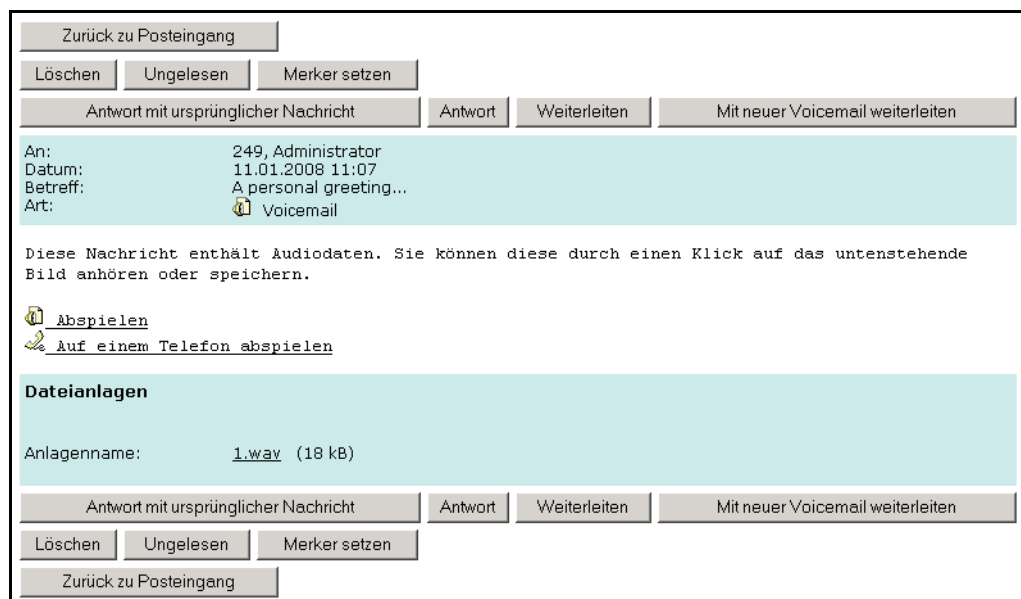 Zurück zu Posteingang
Löschen Ungelesen Merker setzen
Antwort mit ursprünglicher Nachricht Antwort Weiterleiten Mit neuer Voicemail weiterleiten
An: 249, Administrator
Datum: 11.01.2008 11:07
Betreff: A personal greeting...
Art: Voicemail
Diese Nachricht enthält Audiodaten. Sie können diese durch einen Klick auf das untenstehende
Bild anhören oder speichern.
Abspielen
Auf einem Telefon abspielen
Dateianlagen
Anlagenname: 1.wav (18 kB)
Antwort mit ursprünglicher Nachricht Antwort Weiterleiten Mit neuer Voicemail weiterleiten
Löschen Ungelesen Merker setzen
Zurück zu Posteingang